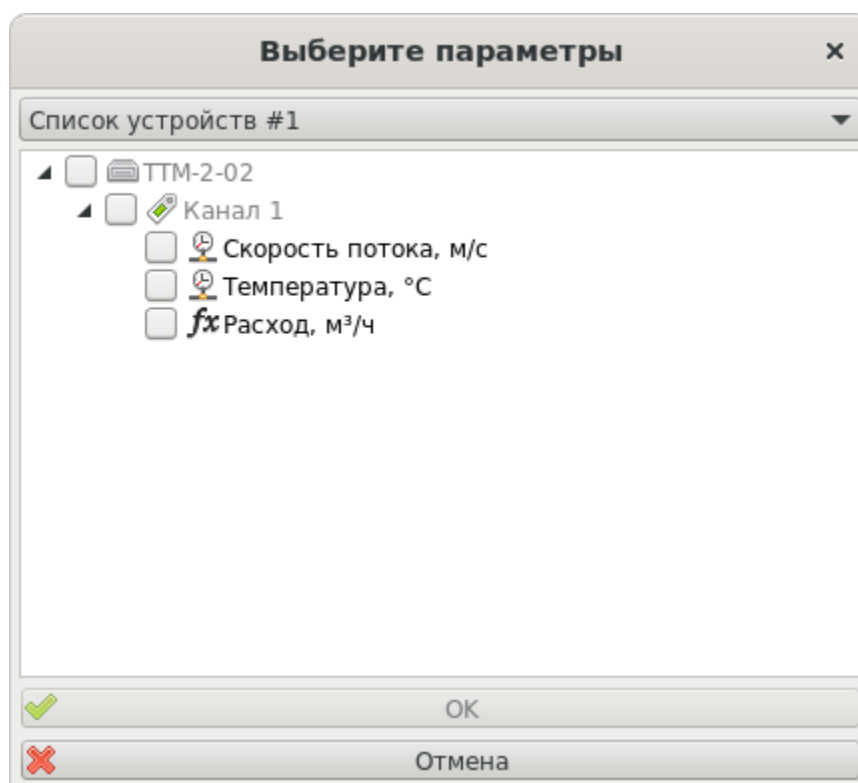 Выберите параметры
Список устройств #1
ТТМ-2-02
Канал 1
Скорость потока, м/с
Температура, °C
fx Расход, м³/ч
OK
Отмена